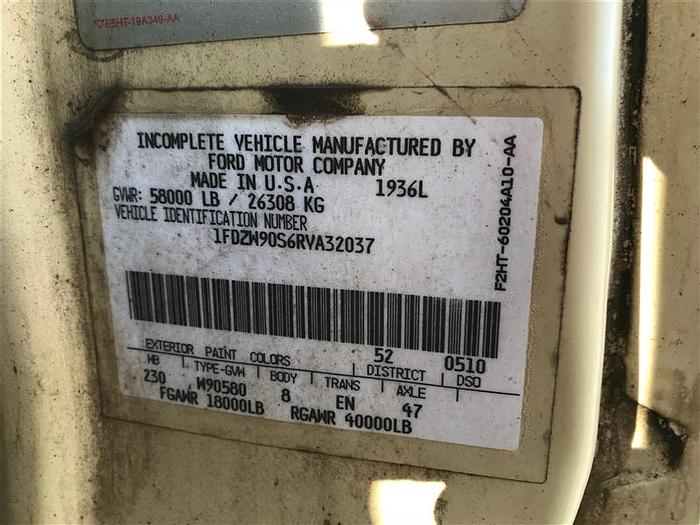 E6HT-19A349-AA
INCOMPLETE VEHICLE MANUFACTURED BY
FORD MOTOR COMPANY
MADE IN U.S.A 1936L
GVWR: 58000 LB / 26308 KG
VEHICLE IDENTIFICATION NUMBER
1FDZW90S6RVA32037
F2HT-60204A10-AA
EXTERIOR PAINT COLORS 52 0510
WB TYPE-GVW BODY TRANS DISTRICT AXLE DSO
230 W90580 8 EN 47
FGAWR 18000LB RGAWR 40000LB